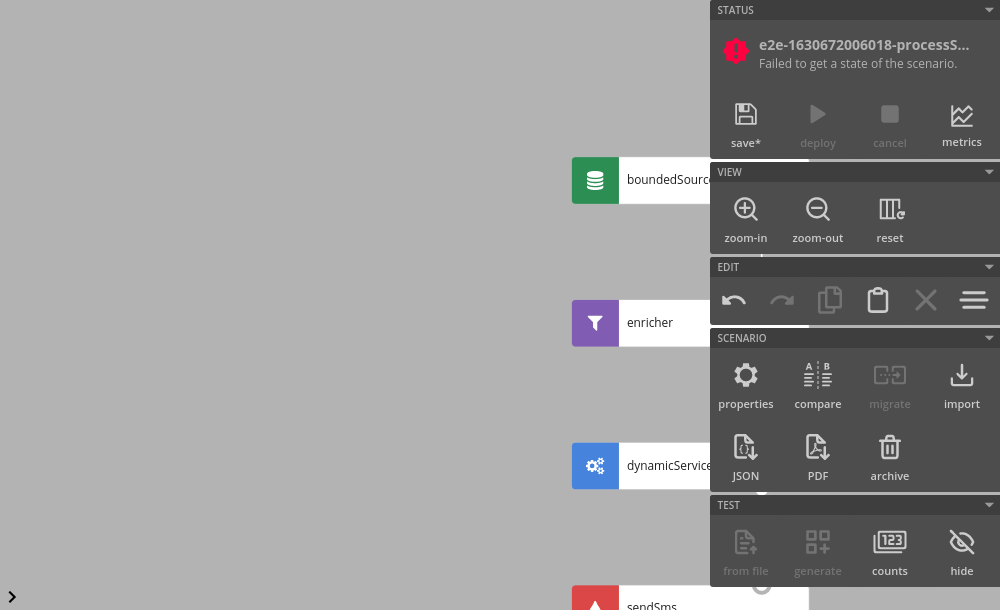 STATUS
e2e-1630672006018-processS...
Failed to get a state of the scenario.
save*
deploy
cancel
metrics
boundedSourc
VIEW
zoom-in
zoom-out
reset
EDIT
enricher
SCENARIO
A B
properties
compare
migrate
import
dynamicService
JSON
PDF
archive
TEST
123
from file
generate
counts
hide
sendSms